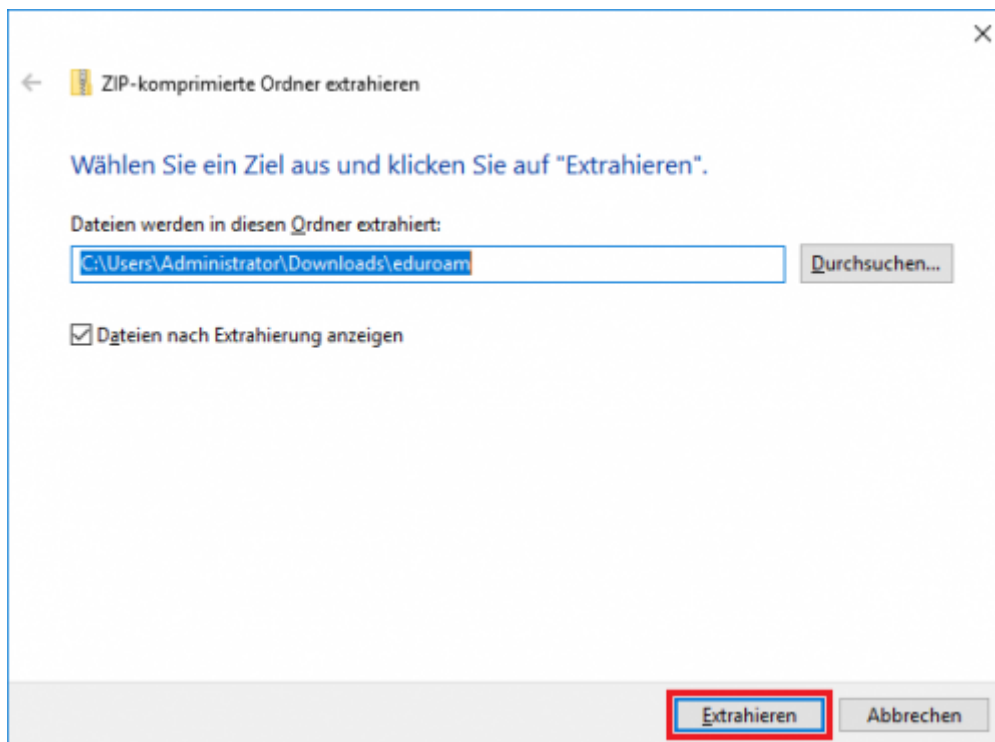 ZIP-komprimierte Ordner extrahieren
Wählen Sie ein Ziel aus und klicken Sie auf "Extrahieren".
Dateien werden in diesen Ordner extrahiert:
C:\Users\Administrator\Downloads\eduroam
Durchsuchen...
Dateien nach Extrahierung anzeigen
Extrahieren
Abbrechen